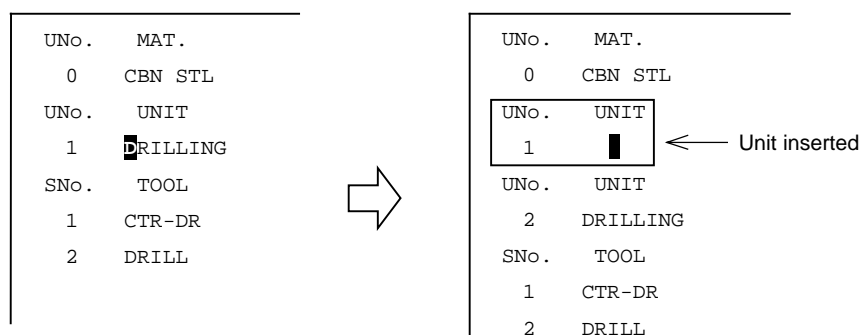 UNo. MAT.
0 CBN STL
UNo. UNIT
1 DRILLING
SNo. TOOL
1 CTR-DR
2 DRILL
UNo. MAT.
0 CBN STL
UNo. UNIT
1
Unit inserted
UNo. UNIT
2 DRILLING
SNo. TOOL
1 CTR-DR
2 DRILL